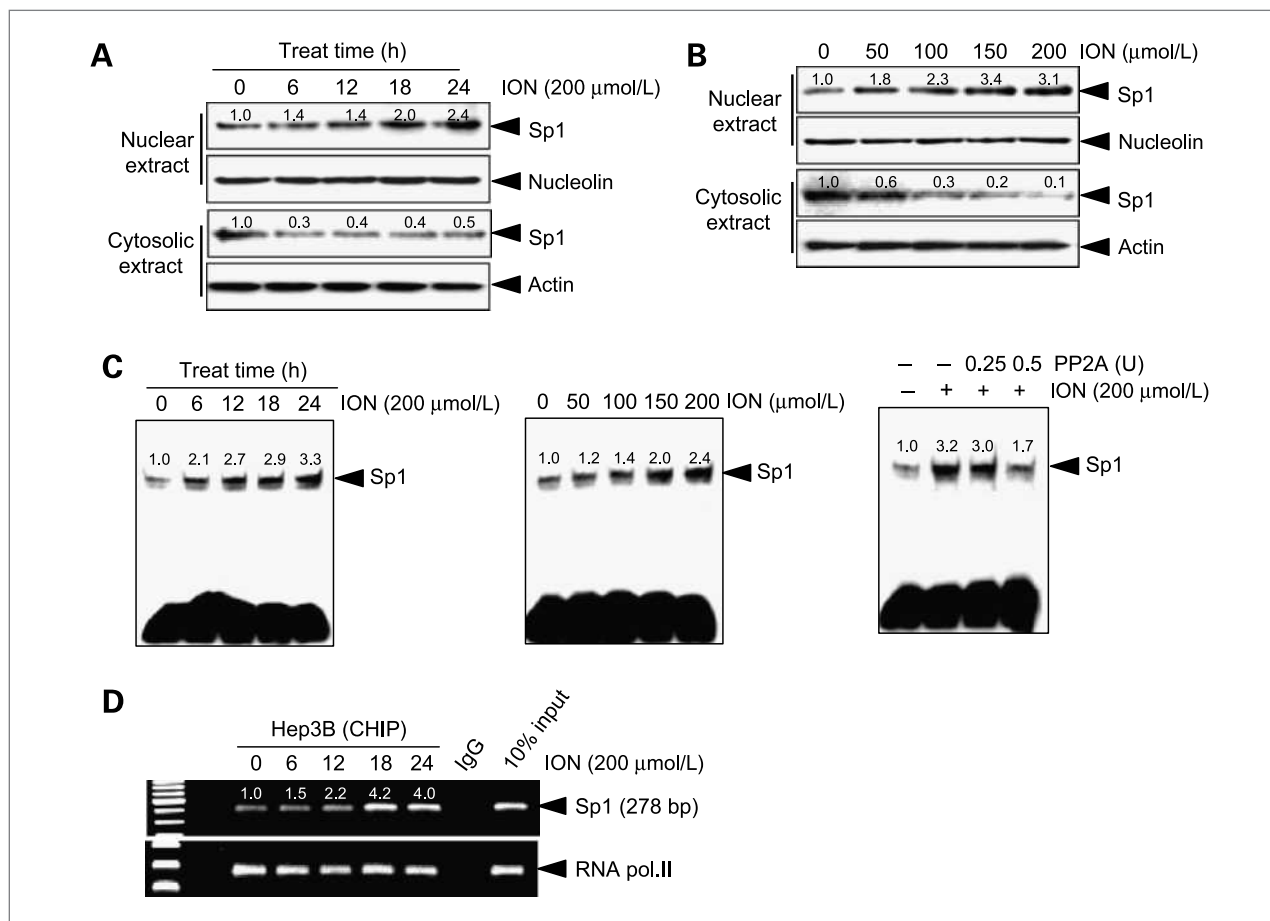 A
Treat time (h)
0 6 12 18 24 ION (200 μmol/L)
Nuclear extract
1.0 1.4 1.4 2.0 2.4 Sp1
Nucleolin
Cytosolic extract
1.0 0.3 0.4 0.4 0.5 Sp1
Actin
B
0 50 100 150 200 ION (μmol/L)
Nuclear extract
1.0 1.8 2.3 3.4 3.1 Sp1
Nucleolin
Cytosolic extract
1.0 0.6 0.3 0.2 0.1 Sp1
Actin
C
Treat time (h)
0 6 12 18 24 ION (200 μmol/L)
1.0 2.1 2.7 2.9 3.3 Sp1
0 50 100 150 200 ION (μmol/L)
1.0 1.2 1.4 2.0 2.4 Sp1
– – 0.25 0.5 PP2A (U)
– + + + ION (200 μmol/L)
1.0 3.2 3.0 1.7 Sp1
D
Hep3B (CHIP)
0 6 12 18 24 IgG 10% input ION (200 μmol/L)
1.0 1.5 2.2 4.2 4.0 Sp1 (278 bp)
RNA pol.II